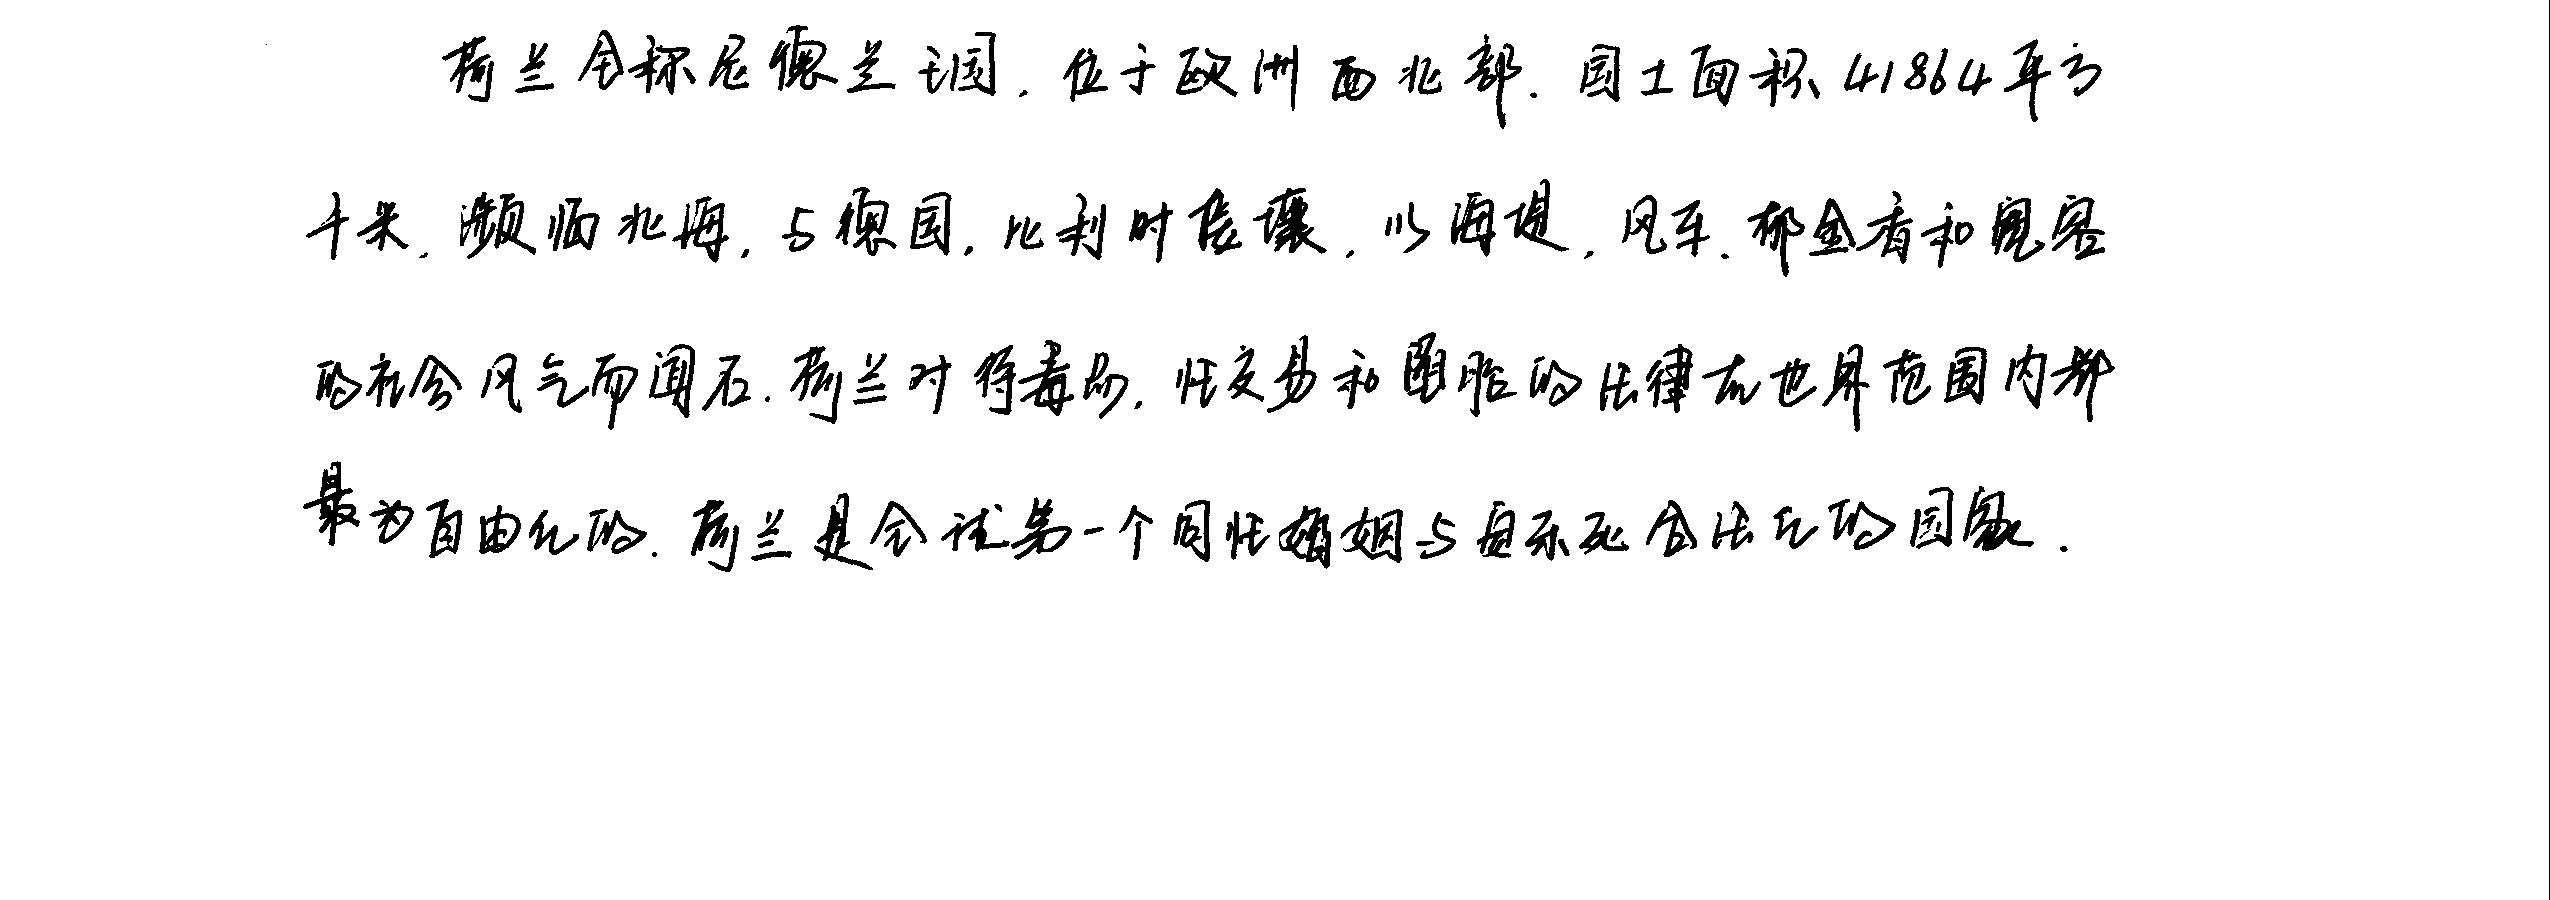 荷兰全称尼德兰王国.位于欧洲西北部.国土面积41864平方
千米.濒临北海.与德国.比利时接壤.以海堤.风车.郁金香和宽容
的社会风气而闻名.荷兰对待毒品.性交易和堕胎的法律在世界范围内都
最为自由化的.荷兰是全球第一个同性婚姻与安乐死合法化的国家.